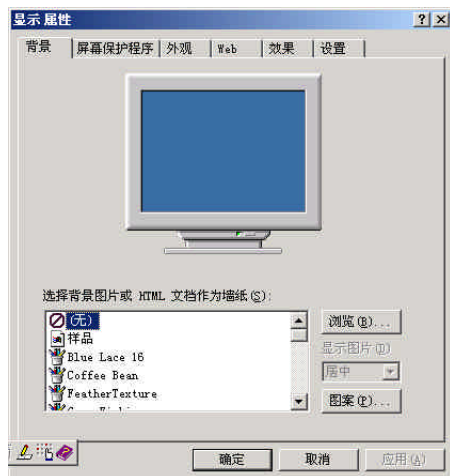 显示 属性
背景 屏幕保护程序 外观 Web 效果 设置
选择背景图片或 HTML 文档作为墙纸(S):
(无)
样品
Blue Lace 16
Coffee Bean
FeatherTexture
浏览(B)...
显示图片(D)
居中
图案(P)...
确定 取消 应用(A)